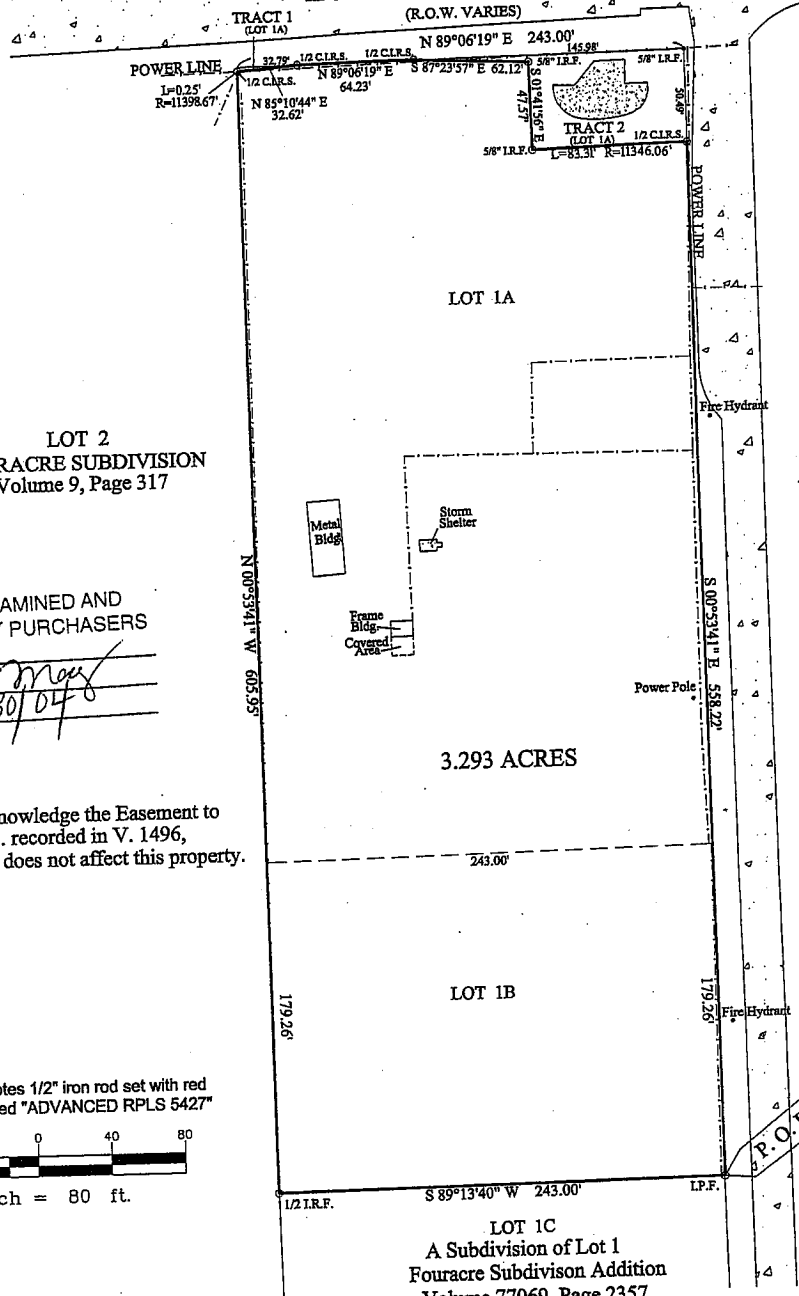 TRACT 1
(LOT 1A)
(R.O.W. VARIES)
N 89°06'19" E 243.00'
145.98'
POWER LINE
32.79'
1/2 C.I.R.S.
1/2 C.I.R.S.
5/8" I.R.F.
5/8" I.R.F.
1/2 C.I.R.S.
N 89°06'19" E
64.23'
S 87°23'57" E 62.12'
L=0.25'
R=11398.67'
N 85°10'44" E
32.62'
S 01°41'56" E
47.57'
50.49'
TRACT 2
(LOT 1A)
1/2 C.I.R.S.
5/8" I.R.F.
L=83.31' R=11346.06'
POWER LINE
LOT 1A
Fire Hydrant
LOT 2
RACRE SUBDIVISION
Volume 9, Page 317
Metal
Bldg.
Storm
Shelter
N 00°53'41" W 605.95'
S 00°53'41" E 558.22'
AMINED AND
Y PURCHASERS
Frame
Bldg.
Covered
Area
Power Pole
3.293 ACRES
nowledge the Easement to
. recorded in V. 1496,
does not affect this property.
243.00'
LOT 1B
179.26'
179.26'
Fire Hydrant
otes 1/2" iron rod set with red
ed "ADVANCED RPLS 5427"
0 40 80
ch = 80 ft.
P.O.
1/2 I.R.F.
S 89°13'40" W 243.00'
I.P.F.
LOT 1C
A Subdivision of Lot 1
Fouracre Subdivison Addition
Volume 77069, Page 2357